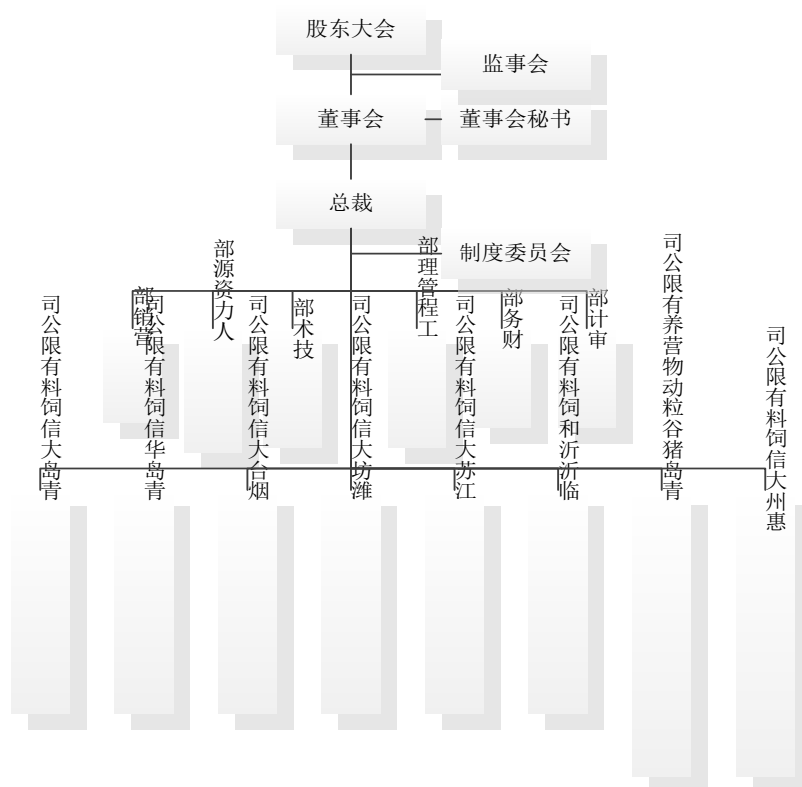 股东大会
监事会
董事会
董事会秘书
总裁
制度委员会
营销部
人力资源部
技术部
工程管理部
财务部
审计部
青岛大信饲料有限公司
青岛华信饲料有限公司
烟台大信饲料有限公司
潍坊大信饲料有限公司
江苏大信饲料有限公司
临沂沂和饲料有限公司
青岛猪谷粒动物营养有限公司
惠州大信饲料有限公司